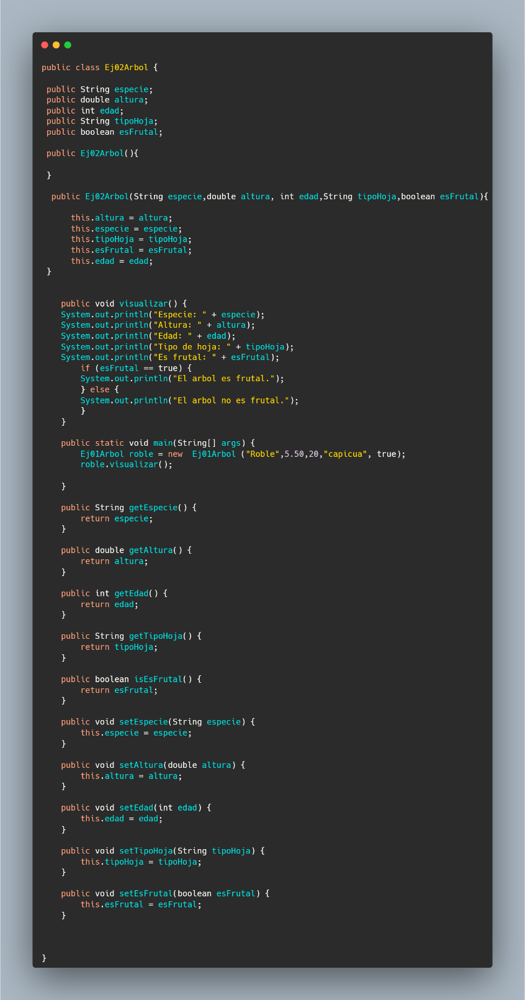 public class Ej02Arbol {
public String especie;
public double altura;
public int edad;
public String tipoHoja;
public boolean esFrutal;
public Ej02Arbol(){
}
public Ej02Arbol(String especie,double altura, int edad,String tipoHoja,boolean esFrutal){
this.altura = altura;
this.especie = especie;
this.tipoHoja = tipoHoja;
this.esFrutal = esFrutal;
this.edad = edad;
}
public void visualizar() {
System.out.println("Especie: " + especie);
System.out.println("Altura: " + altura);
System.out.println("Edad: " + edad);
System.out.println("Tipo de hoja: " + tipoHoja);
System.out.println("Es frutal: " + esFrutal);
if (esFrutal == true) {
System.out.println("El arbol es frutal.");
} else {
System.out.println("El arbol no es frutal.");
}
}
public static void main(String[] args) {
Ej01Arbol roble = new  Ej01Arbol ("Roble",5.50,20,"capicua", true);
roble.visualizar();
}
public String getEspecie() {
return especie;
}
public double getAltura() {
return altura;
}
public int getEdad() {
return edad;
}
public String getTipoHoja() {
return tipoHoja;
}
public boolean isEsFrutal() {
return esFrutal;
}
public void setEspecie(String especie) {
this.especie = especie;
}
public void setAltura(double altura) {
this.altura = altura;
}
public void setEdad(int edad) {
this.edad = edad;
}
public void setTipoHoja(String tipoHoja) {
this.tipoHoja = tipoHoja;
}
public void setEsFrutal(boolean esFrutal) {
this.esFrutal = esFrutal;
}
}